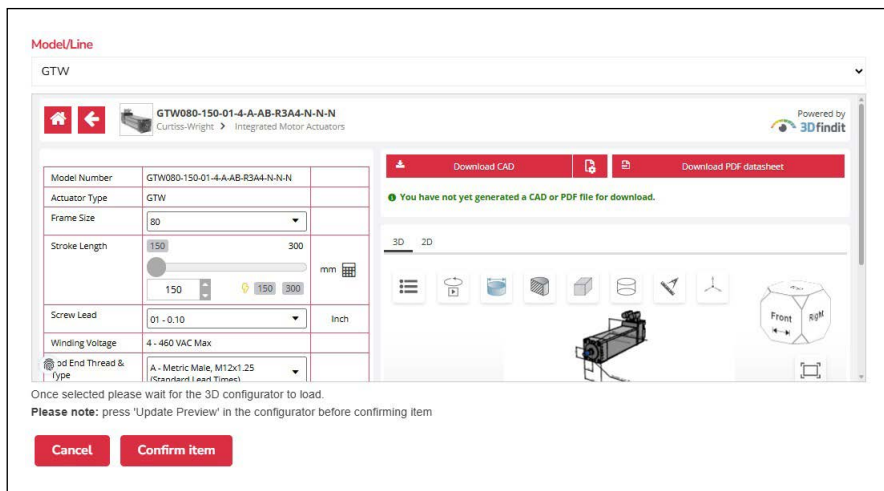 Model/Line
GTW
GTW080-150-01-4-A-AB-R3A4-N-N-N
Curtiss-Wright > Integrated Motor Actuators
Powered by
3Dfindit
Download CAD
Download PDF datasheet
You have not yet generated a CAD or PDF file for download.
Model Number GTW080-150-01-4-A-AB-R3A4-N-N-N
Actuator Type GTW
Frame Size 80
Stroke Length 150 300
mm
150 150 300
Screw Lead 01 - 0.10 Inch
Winding Voltage 4 - 460 VAC Max
End Thread & A - Metric Male, M12x1.25
(Standard Lead Times)
3D 2D
Front Right
Once selected please wait for the 3D configurator to load.
Please note: press 'Update Preview' in the configurator before confirming item
Cancel Confirm item